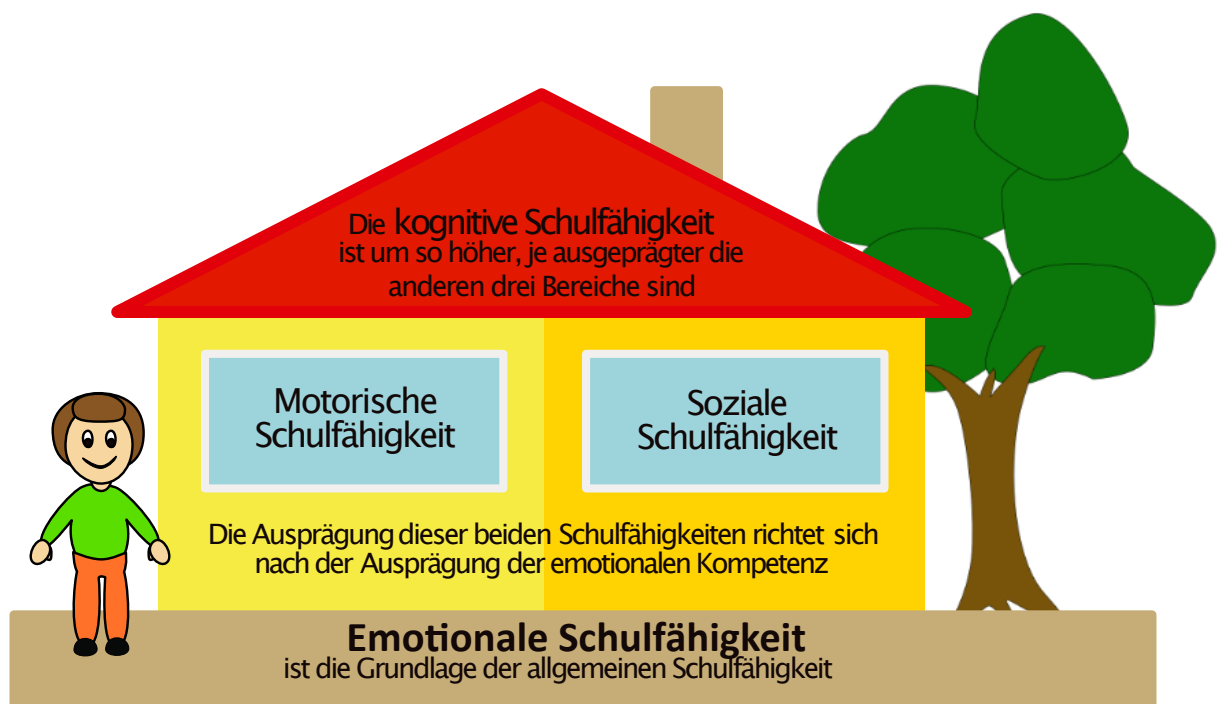 Die kognitive Schulfähigkeit
ist um so höher, je ausgeprägter die
anderen drei Bereiche sind
Motorische
Schulfähigkeit
Soziale
Schulfähigkeit
Die Ausprägung dieser beiden Schulfähigkeiten richtet sich
nach der Ausprägung der emotionalen Kompetenz
Emotionale Schulfähigkeit
ist die Grundlage der allgemeinen Schulfähigkeit